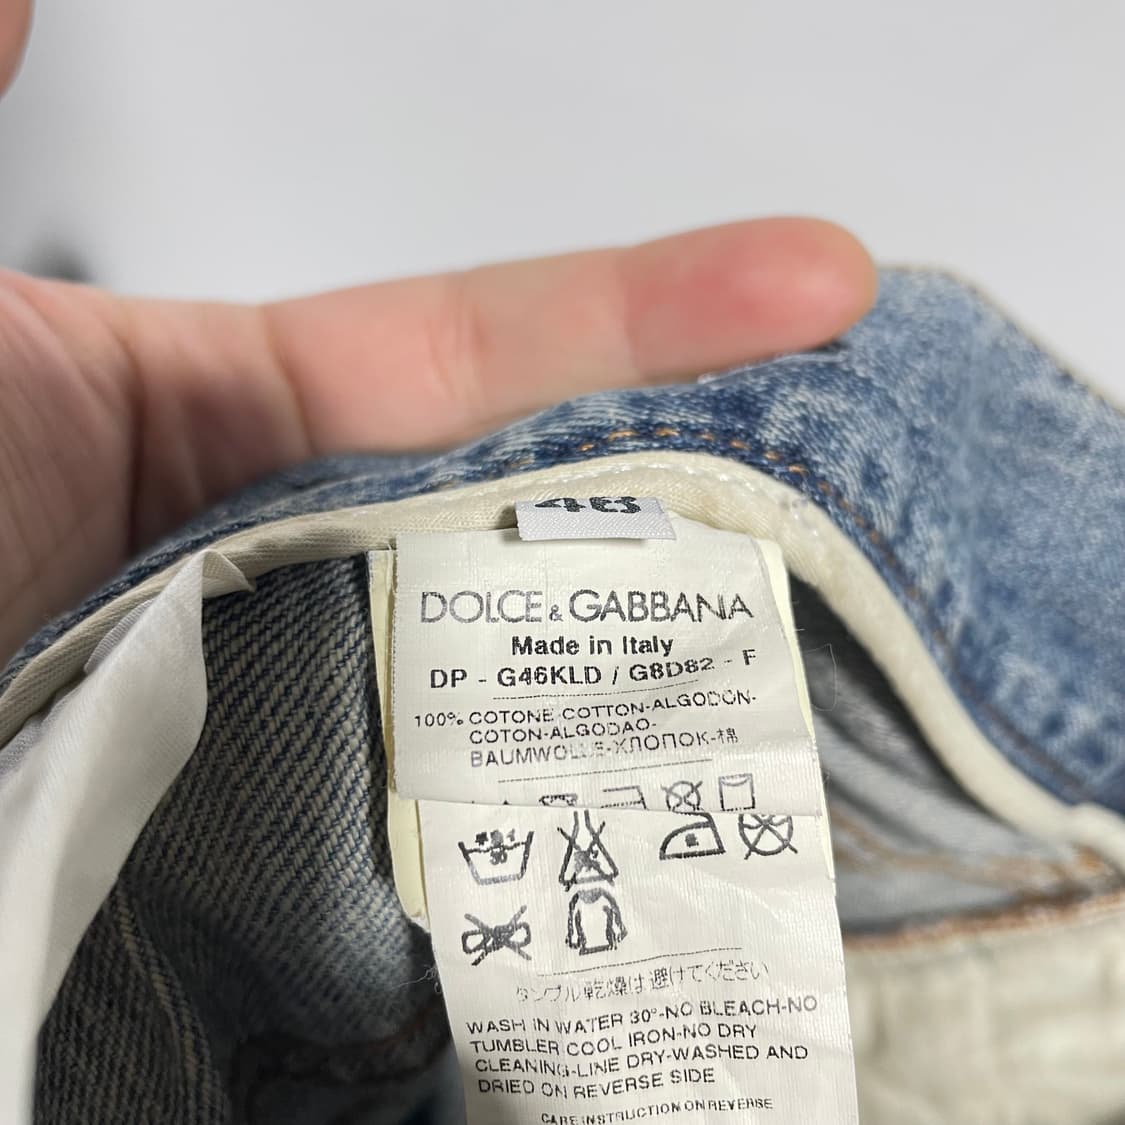 DOLCE & GABBANA
Made in Italy
DP - G46KLD / G8D82 - F
100% COTONE COTTON-ALGODON-
COTON-ALGODAO-
BAUMWOLLE-ХЛОПОК-棉
タンブル乾燥は避けてください
WASH IN WATER 30°-NO BLEACH-NO
TUMBLER COOL IRON-NO DRY
CLEANING-LINE DRY-WASHED AND
DRIED ON REVERSE SIDE
CARE INSTRUCTION ON REVERSE